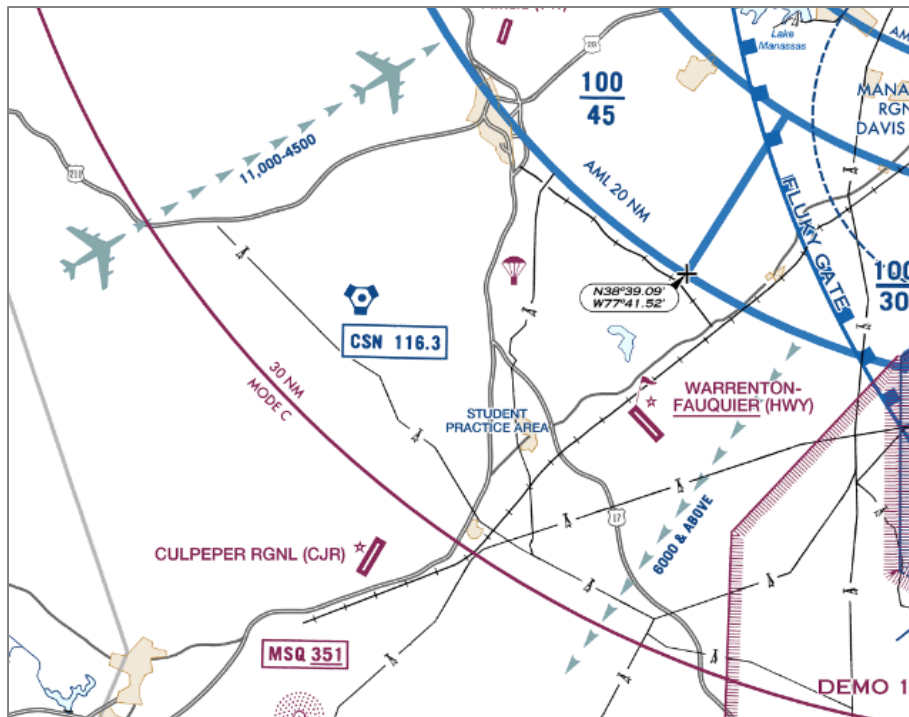 29
Lake
Manassas
100
45
11,000-4500
AML 20 NM
211
FLUKY GATE
N38°39.09'
W77°41.52'
CSN 116.3
30 NM
MODE C
WARRENTON-
FAUQUIER (HWY)
STUDENT
PRACTICE AREA
17
6000 & ABOVE
CULPEPER RGNL (CJR)
MSQ 351
DEMO 1
RGN
DAVIS
30